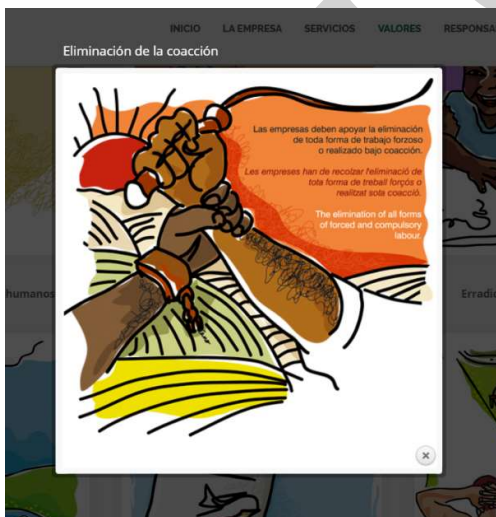 INICIO LA EMPRESA SERVICIOS VALORES RESPONSA
Eliminación de la coacción
Las empresas deben apoyar la eliminación
de toda forma de trabajo forzoso
o realizado bajo coacción.
Les empreses han de recolzar l'eliminació de
tota forma de treball forçós o
realitzat sota coacció.
The elimination of all forms
of forced and compulsory
labour.
humanos
Erradic